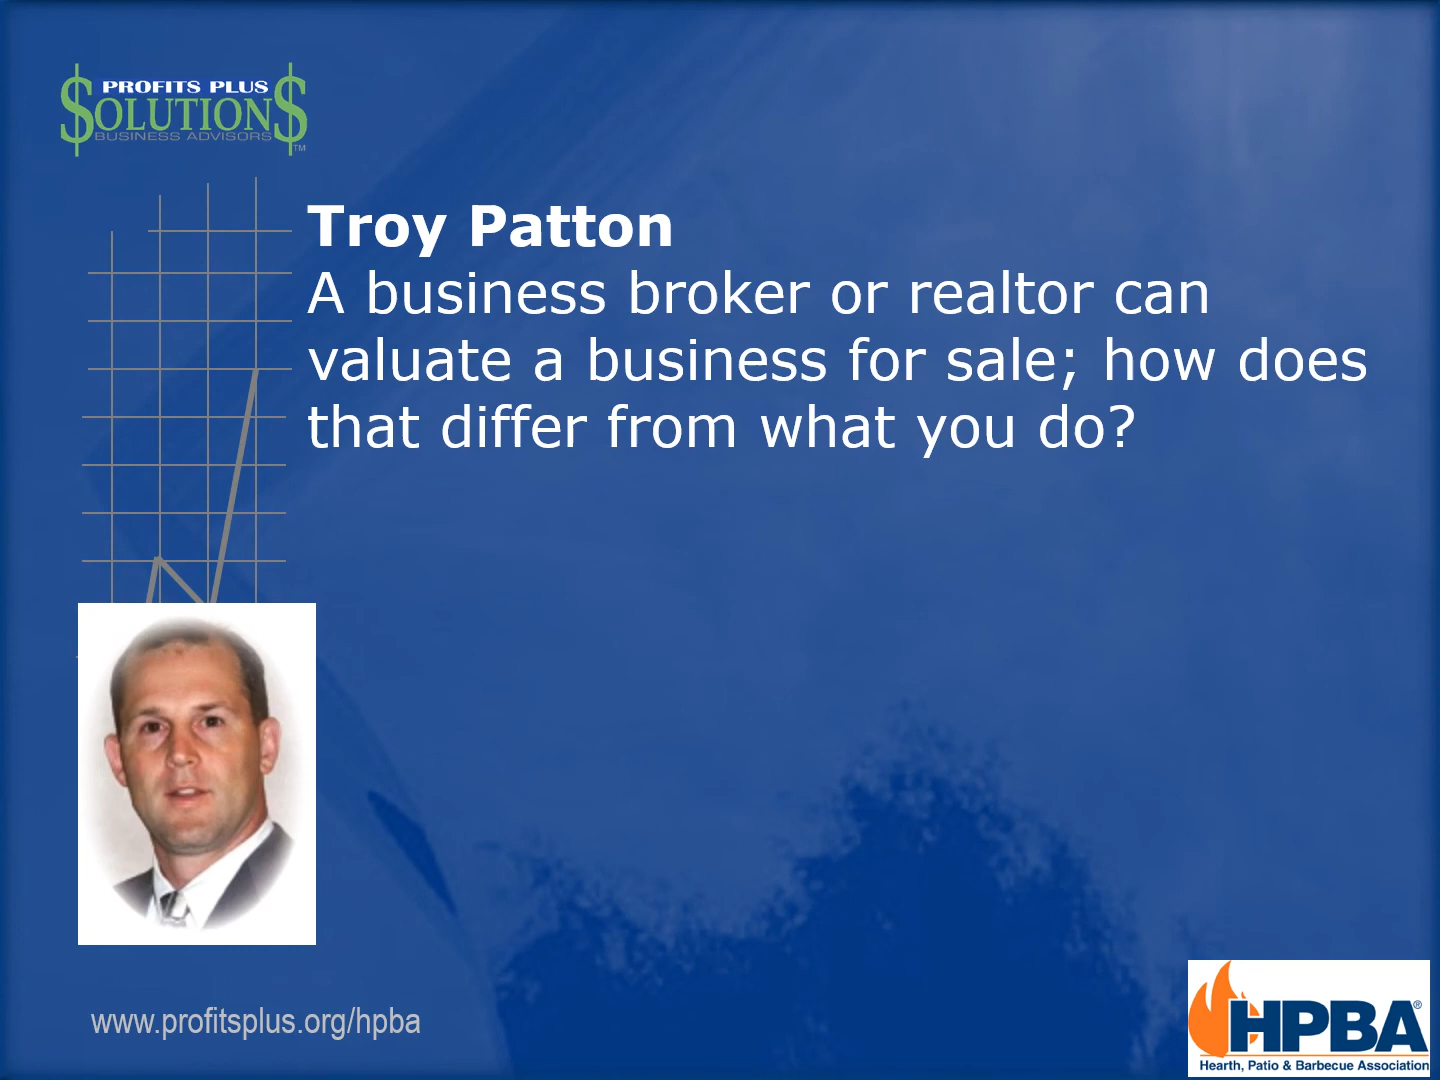 PROFITS PLUS
$OLUTION$
BUSINESS ADVISORS
TM
Troy Patton
A business broker or realtor can
valuate a business for sale; how does
that differ from what you do?
www.profitsplus.org/hpba
HPBA®
Hearth, Patio & Barbecue Association